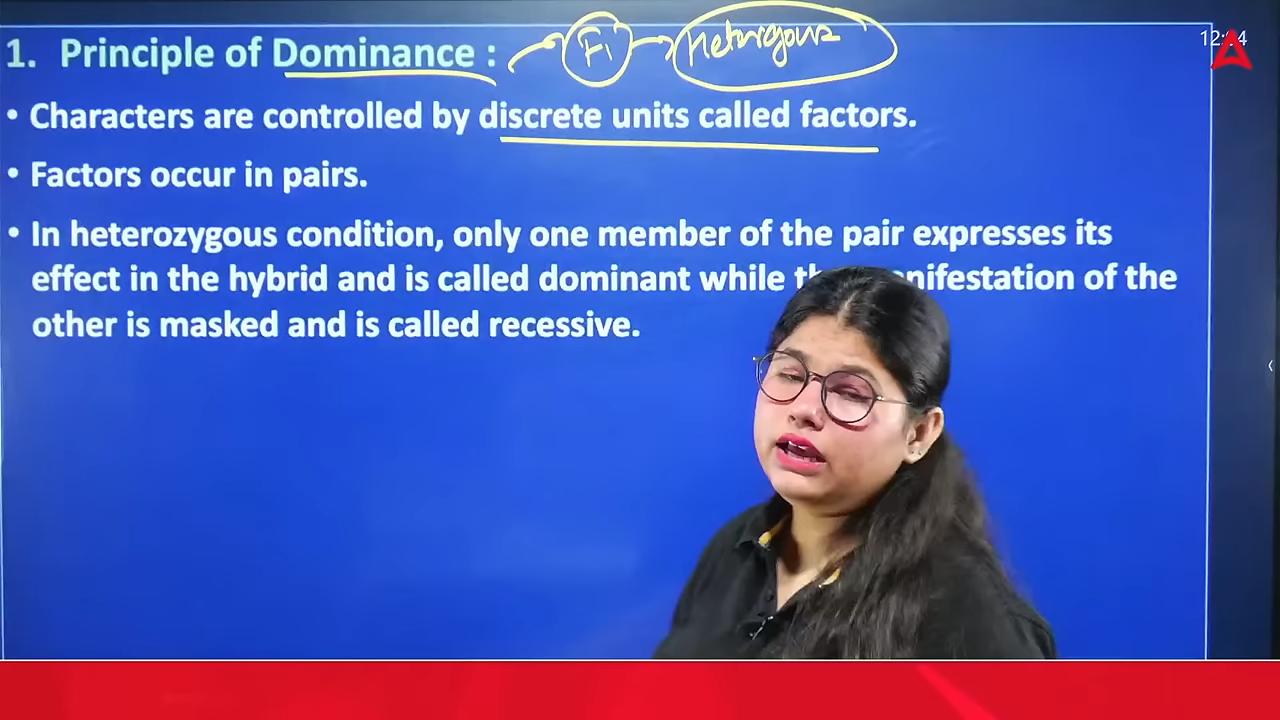 1. Principle of Dominance : F1 Heterigous
• Characters are controlled by discrete units called factors.
• Factors occur in pairs.
• In heterozygous condition, only one member of the pair expresses its
effect in the hybrid and is called dominant while manifestation of the
other is masked and is called recessive.